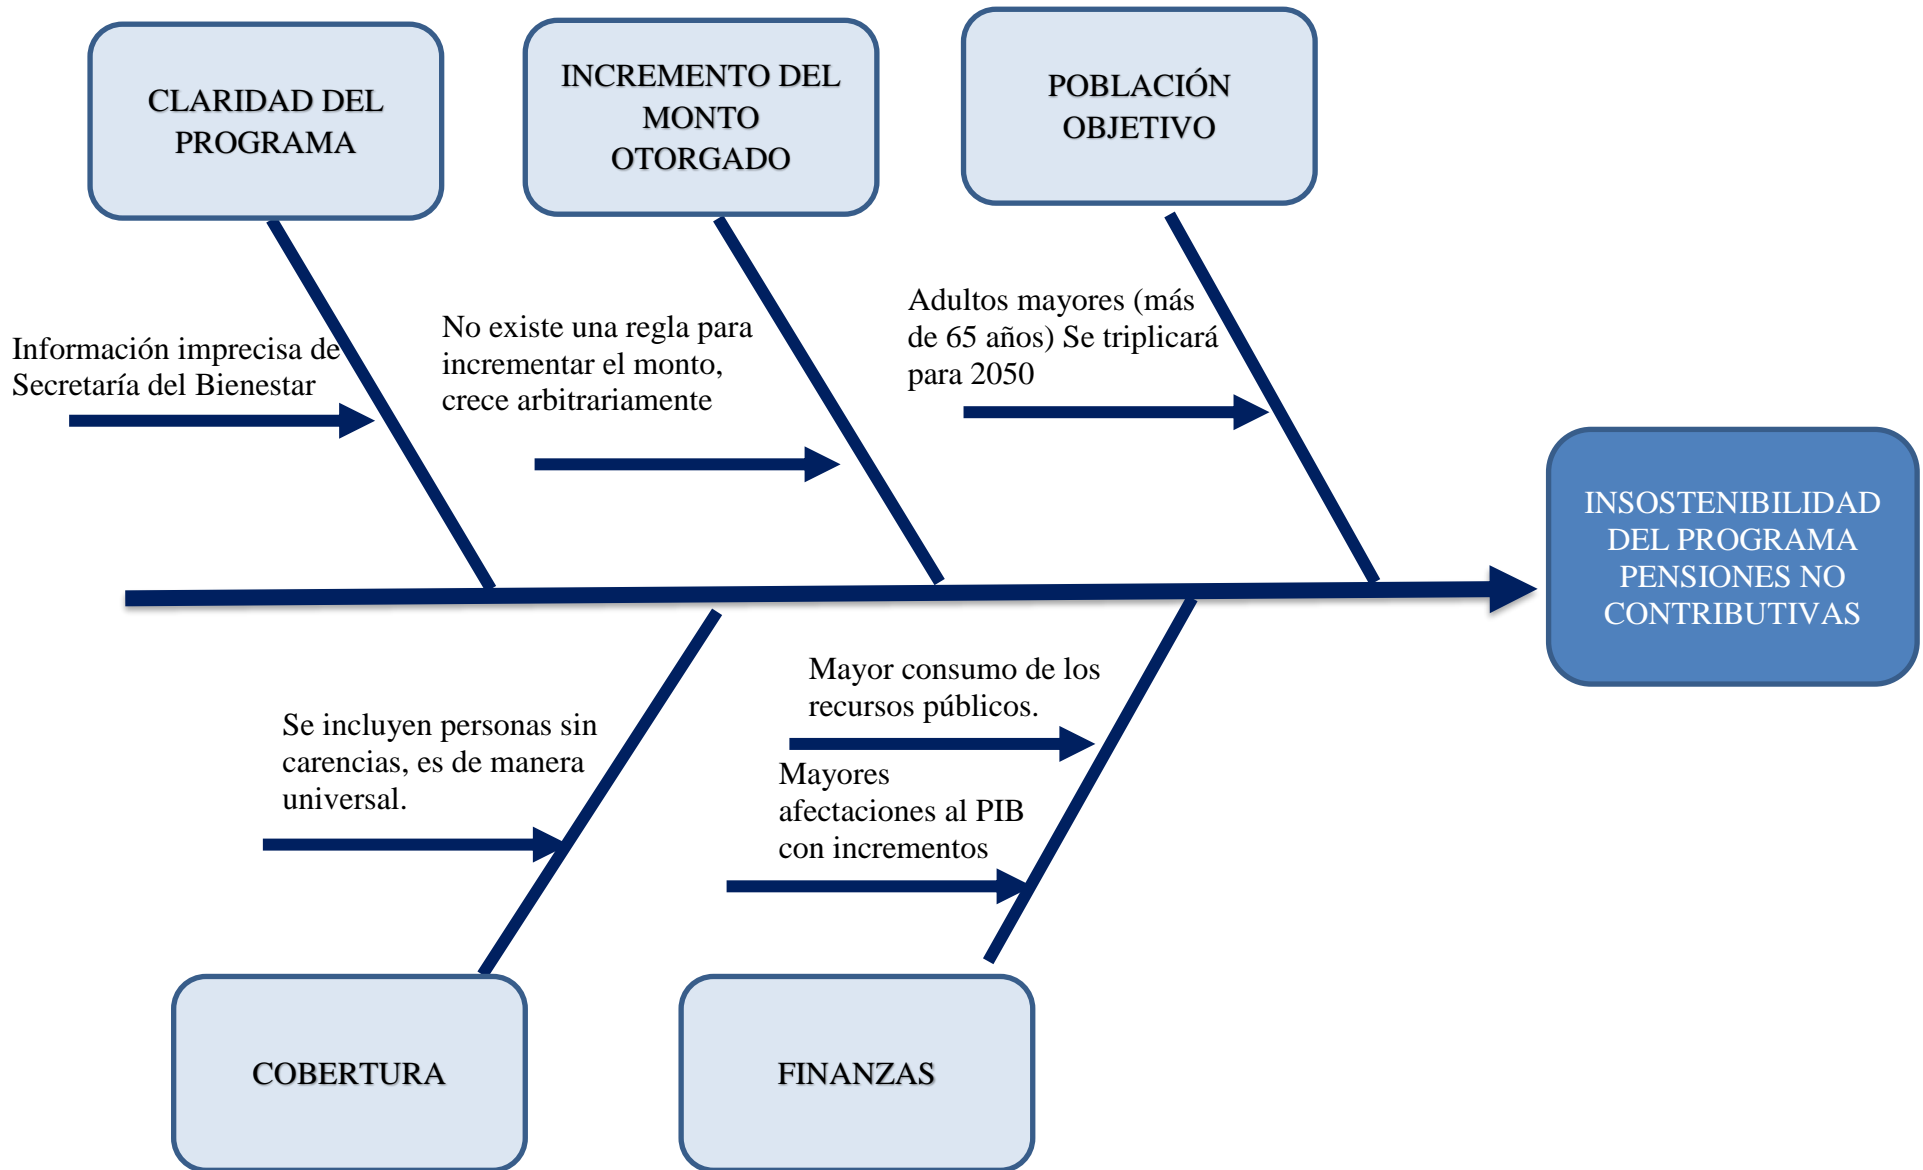 CLARIDAD DEL
PROGRAMA
INCREMENTO DEL
MONTO
OTORGADO
POBLACIÓN
OBJETIVO
Información imprecisa de
Secretaría del Bienestar
No existe una regla para
incrementar el monto,
crece arbitrariamente
Adultos mayores (más
de 65 años) Se triplicará
para 2050
INSOSTENIBILIDAD
DEL PROGRAMA
PENSIONES NO
CONTRIBUTIVAS
Se incluyen personas sin
carencias, es de manera
universal.
Mayor consumo de los
recursos públicos.
Mayores
afectaciones al PIB
con incrementos
COBERTURA
FINANZAS